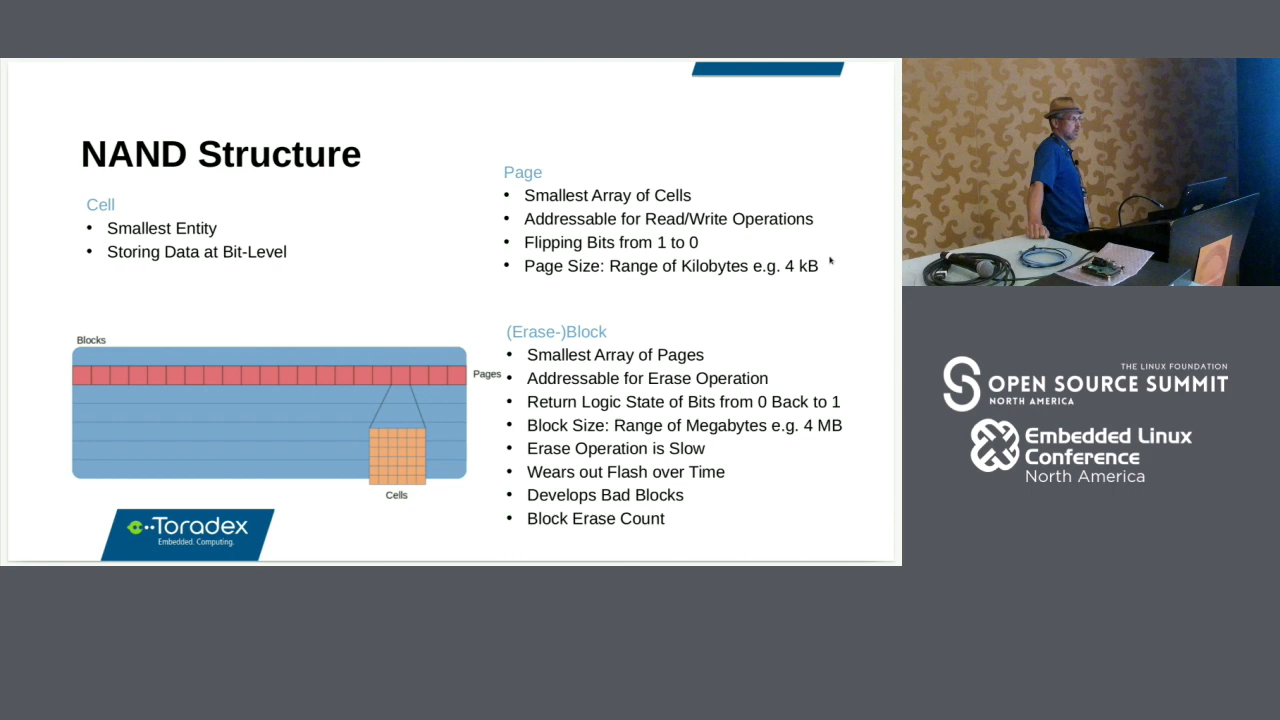 NAND Structure
Cell
• Smallest Entity
• Storing Data at Bit-Level
Page
• Smallest Array of Cells
• Addressable for Read/Write Operations
• Flipping Bits from 1 to 0
• Page Size: Range of Kilobytes e.g. 4 kB
(Erase-)Block
• Smallest Array of Pages
• Addressable for Erase Operation
• Return Logic State of Bits from 0 Back to 1
• Block Size: Range of Megabytes e.g. 4 MB
• Erase Operation is Slow
• Wears out Flash over Time
• Develops Bad Blocks
• Block Erase Count
Blocks
Pages
Cells
Toradex
Embedded. Computing.
THE LINUX FOUNDATION
OPEN SOURCE SUMMIT
NORTH AMERICA
Embedded Linux
Conference
North America